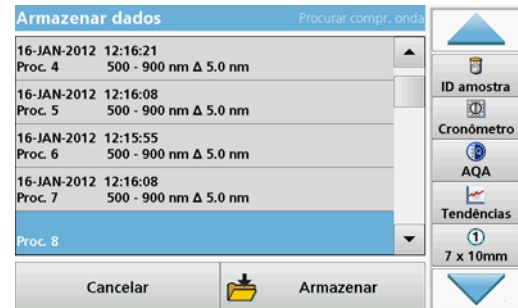 Armazenar dados Procurar compr. onda
16-JAN-2012 12:16:21
Proc. 4 500 - 900 nm Δ 5.0 nm
16-JAN-2012 12:16:08
Proc. 5 500 - 900 nm Δ 5.0 nm
16-JAN-2012 12:15:55
Proc. 6 500 - 900 nm Δ 5.0 nm
16-JAN-2012 12:16:08
Proc. 7 500 - 900 nm Δ 5.0 nm
Proc. 8
Cancelar
Armazenar
ID amostra
Cronômetro
AQA
Tendências
1
7 x 10mm